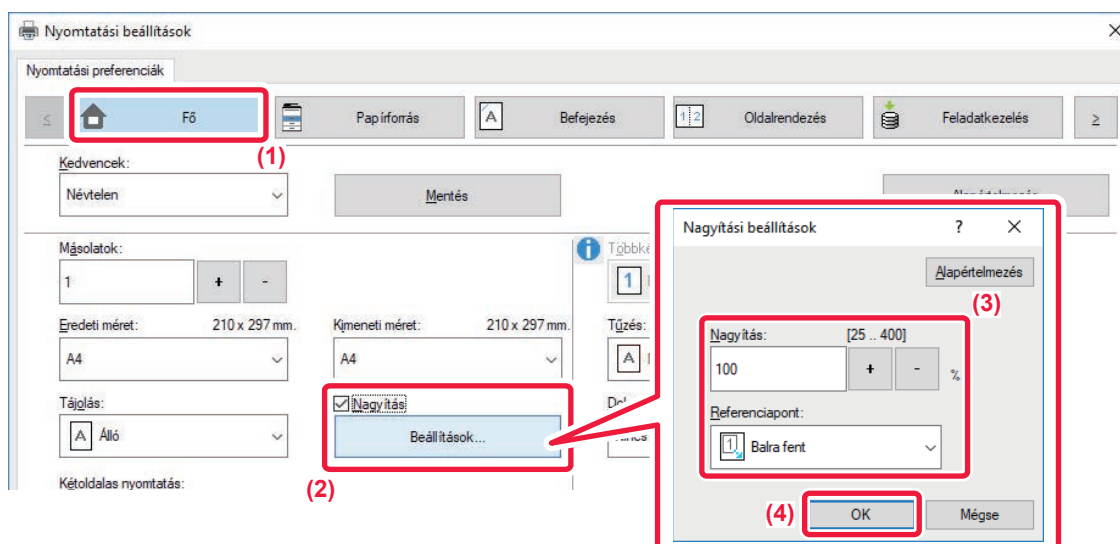 Nyomtatási beállítások
Nyomtatási preferenciák
Fő
Papírforrás
Befejezés
Oldalrendezés
Feladatkezelés
(1)
Kedvencek:
Névtelen
Mentés
Másolatok:
1
+ -
Eredeti méret: 210 x 297 mm.
A4
Kimeneti méret: 210 x 297 mm.
A4
Tűzés:
Tájolás:
Álló
Nagyítás
Beállítások...
(2)
Kétoldalas nyomtatás:
Nagyítási beállítások
Alapértelmezés
(3)
Nagyítás: [25 .. 400]
100 + - %
Referenciapont:
Balra fent
(4)
OK
Mégse